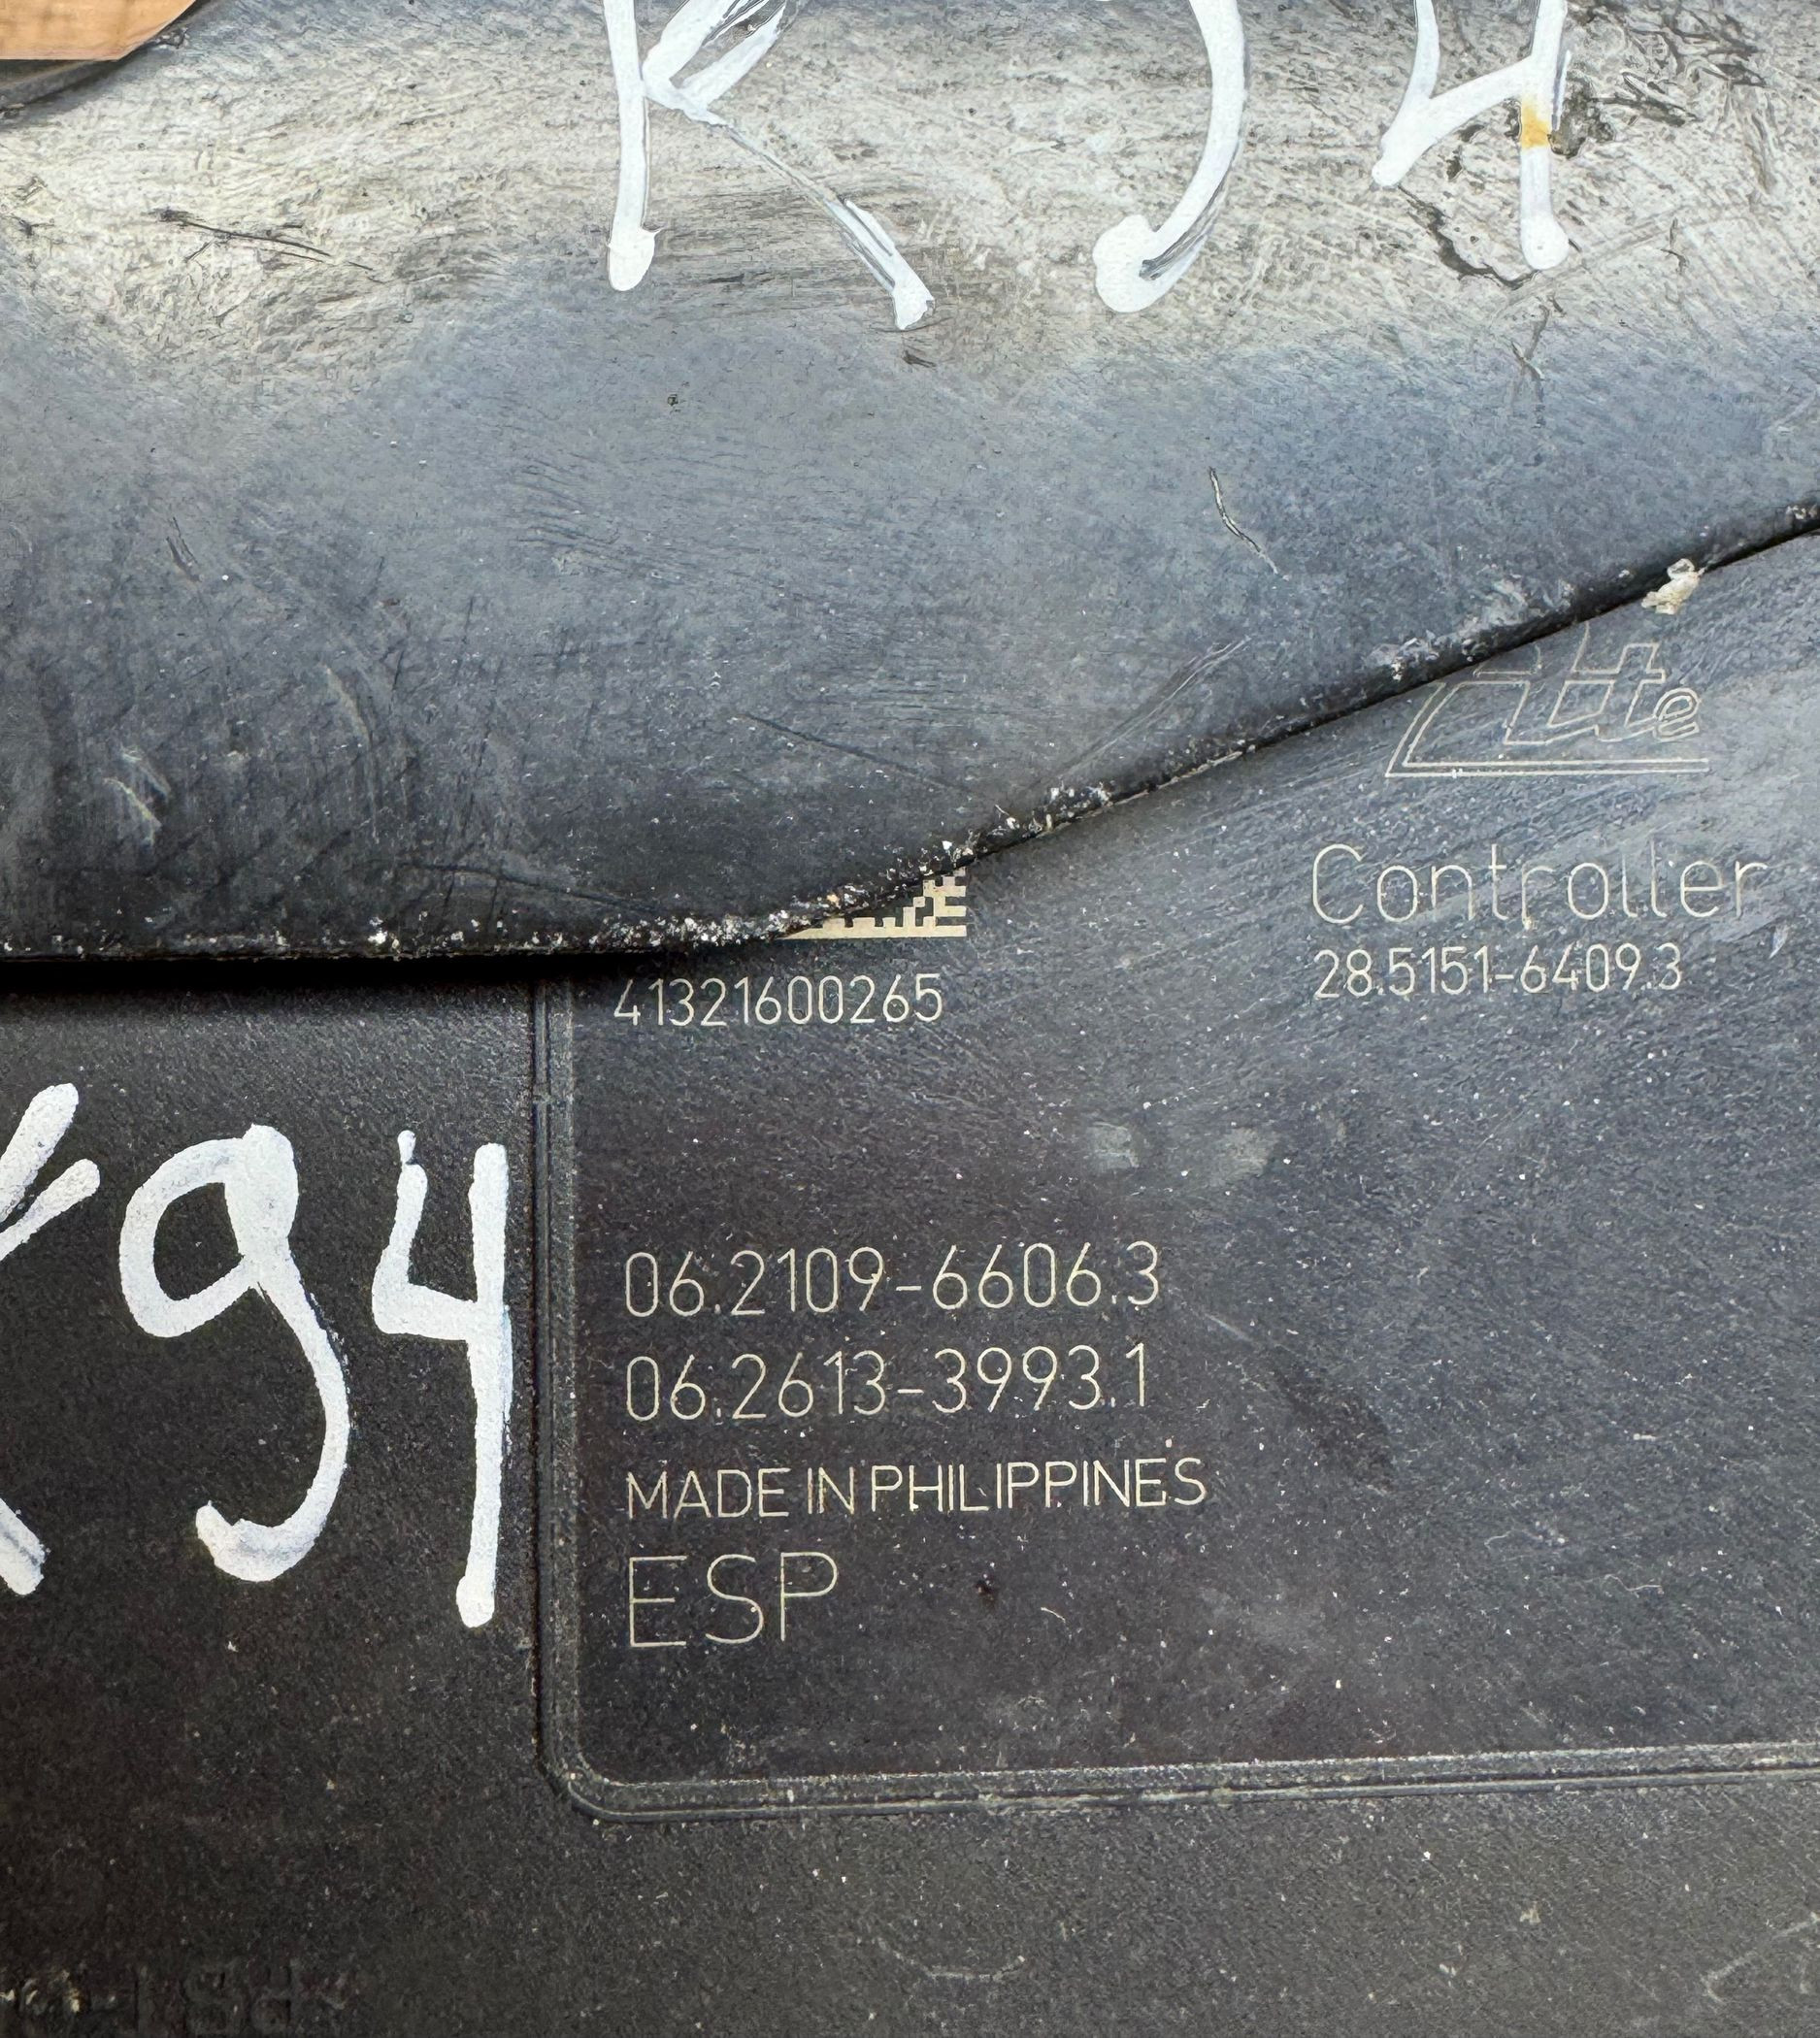 Ate
Controller
28.5151-6409.3
41321600265
94
06.2109-6606.3
06.2613-3993.1
MADE IN PHILIPPINES
ESP